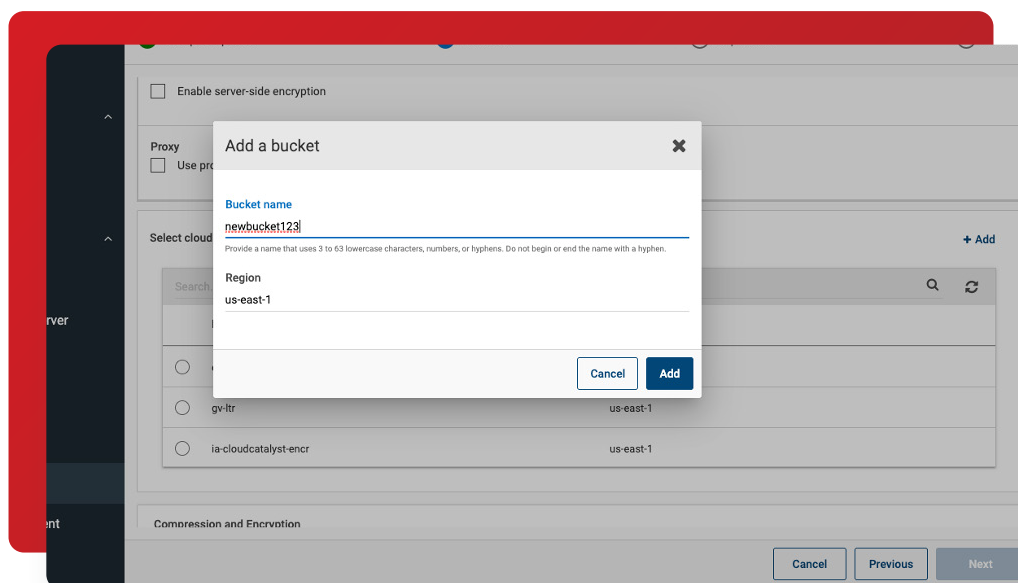 Enable server-side encryption
Proxy
Use
Add a bucket
Bucket name
newbucket123
Provide a name that uses 3 to 63 lowercase characters, numbers, or hyphens. Do not begin or end the name with a hyphen.
Region
us-east-1
Cancel
Add
Select cloud
+ Add
Search
gv-ltr
us-east-1
ia-cloudcatalyst-encr
us-east-1
Compression and Encryption
Cancel
Previous
Next